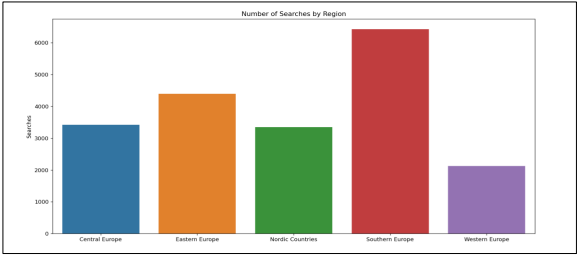 Number of Searches by Region
6000
5000
4000
3000
2000
1000
0
Searches
Central Europe
Eastern Europe
Nordic Countries
Southern Europe
Western Europe